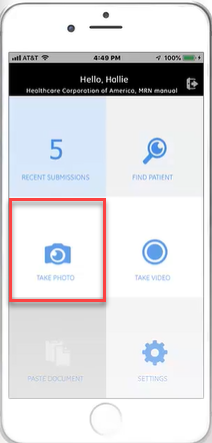 AT&T 4:49 PM 100%
Hello, Hallie
Healthcare Corporation of America, MRN manual
5
RECENT SUBMISSIONS FIND PATIENT
TAKE PHOTO TAKE VIDEO
PASTE DOCUMENT SETTINGS